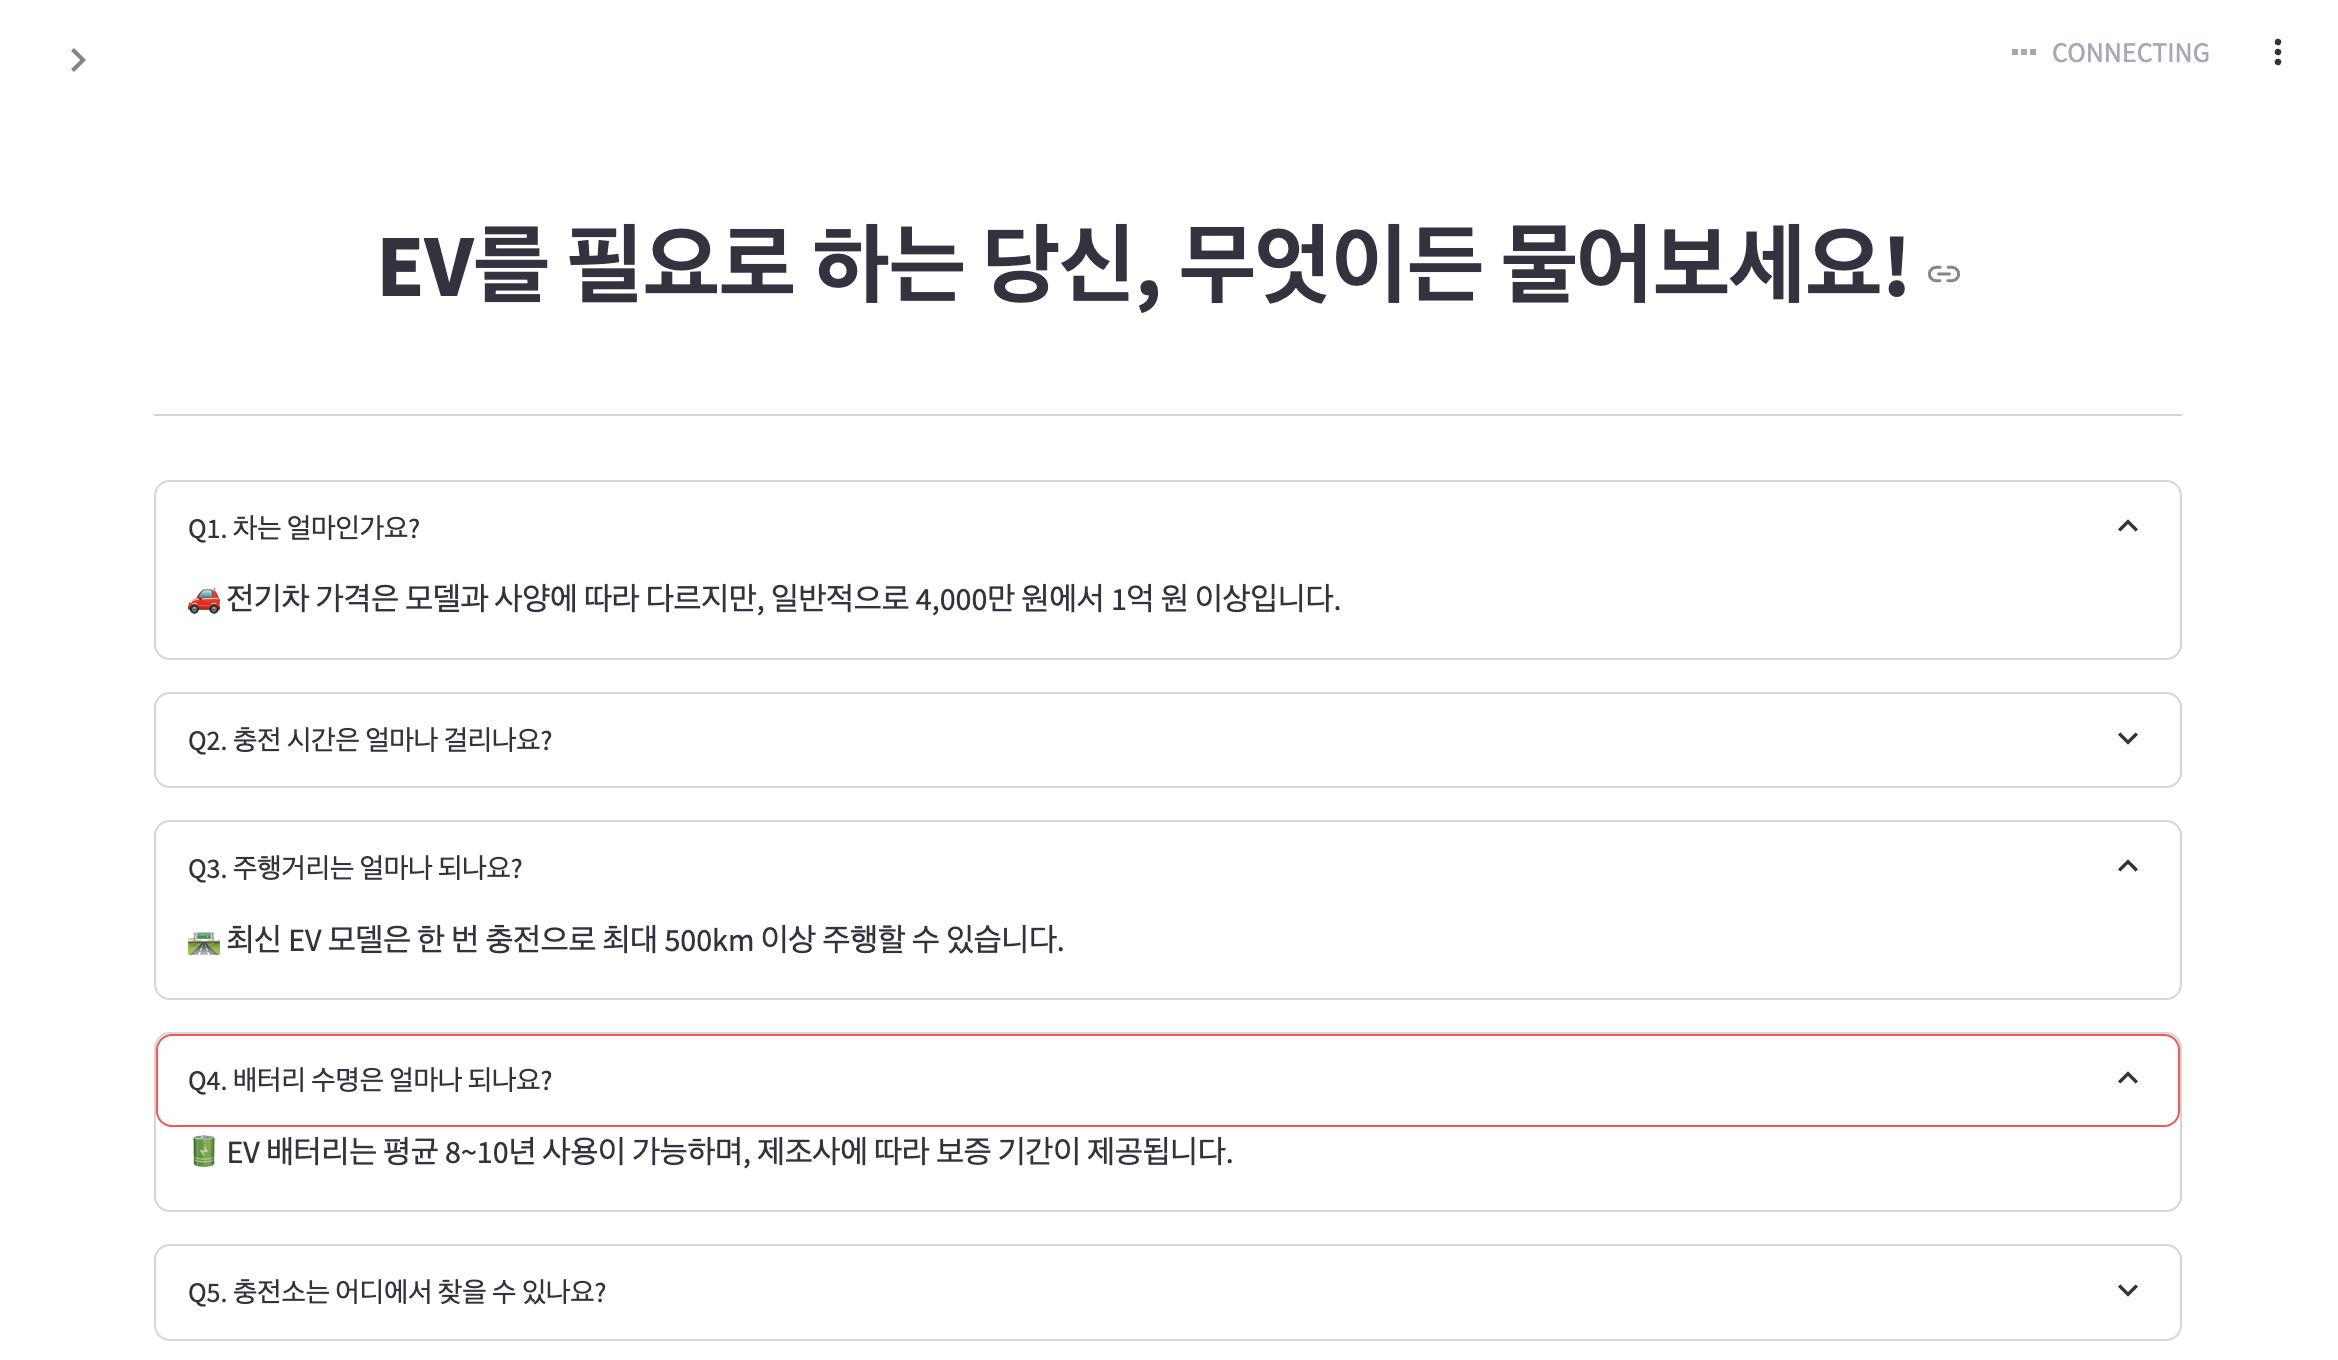 CONNECTING
EV를 필요로 하는 당신, 무엇이든 물어보세요!
Q1. 차는 얼마인가요?
🚗 전기차 가격은 모델과 사양에 따라 다르지만, 일반적으로 4,000만 원에서 1억 원 이상입니다.
Q2. 충전 시간은 얼마나 걸리나요?
Q3. 주행거리는 얼마나 되나요?
🛣️ 최신 EV 모델은 한 번 충전으로 최대 500km 이상 주행할 수 있습니다.
Q4. 배터리 수명은 얼마나 되나요?
🔋 EV 배터리는 평균 8~10년 사용이 가능하며, 제조사에 따라 보증 기간이 제공됩니다.
Q5. 충전소는 어디에서 찾을 수 있나요?